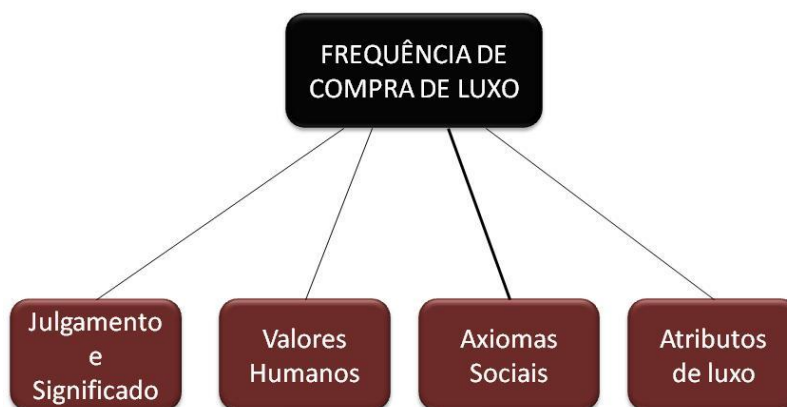 FREQUÊNCIA DE
COMPRA DE LUXO
Julgamento
e
Significado
Valores
Humanos
Axiomas
Sociais
Atributos
de luxo